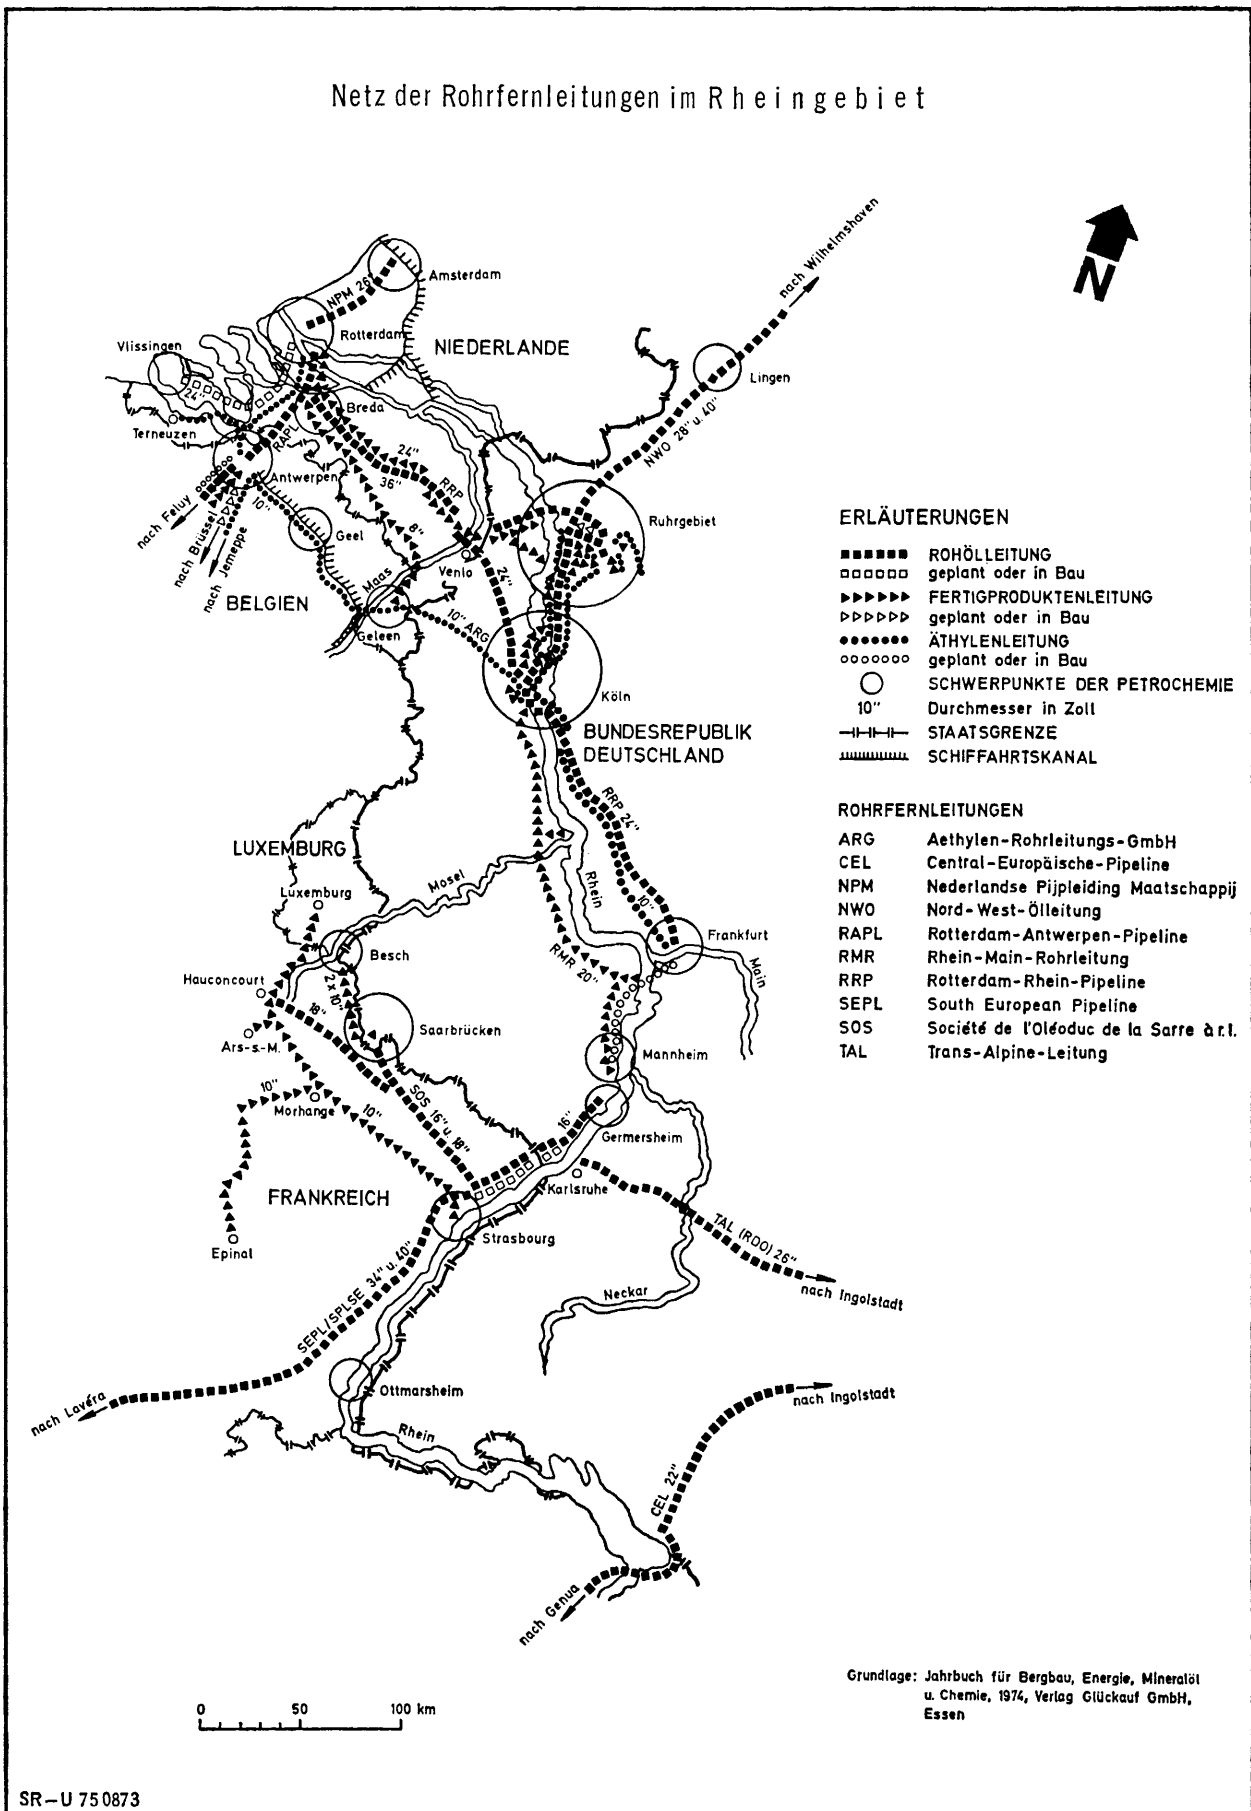 Netz der Rohrfernleitungen im Rheingebiet
nach Wilhelmshaven
N
Amsterdam
NPM 26"
Rotterdam
NIEDERLANDE
Vlissingen
Lingen
24"
Breda
Terneuzen
RAPL
NWO 28" u. 40"
24"
36"
RRP
Antwerpen
nach Feluy
10"
Ruhrgebiet
nach Brüssel
Geel
8"
nach Jemeppe
Venlo
24"
Maas
BELGIEN
Geleen
10" ARG
Köln
BUNDESREPUBLIK
DEUTSCHLAND
RRP 24"
LUXEMBURG
Luxemburg
Mosel
Rhein
10"
Frankfurt
Besch
RMR 20"
Main
Hauconcourt
2 x 10"
18"
Saarbrücken
Ars-s.-M.
Mannheim
10"
Morhange
10"
SOS 16" u. 18"
16"
Germersheim
FRANKREICH
Karlsruhe
Epinal
Strasbourg
TAL (RDO) 26"
nach Ingolstadt
Neckar
SEPL/SPLSE 34" u. 40"
Ottmarsheim
nach Lavéra
nach Ingolstadt
Rhein
CEL 22"
nach Genua
ERLÄUTERUNGEN
ROHÖLLEITUNG
geplant oder in Bau
FERTIGPRODUKTENLEITUNG
geplant oder in Bau
ÄTHYLENLEITUNG
geplant oder in Bau
SCHWERPUNKTE DER PETROCHEMIE
10" Durchmesser in Zoll
STAATSGRENZE
SCHIFFAHRTSKANAL
ROHRFERNLEITUNGEN
ARG Aethylen-Rohrleitungs-GmbH
CEL Central-Europäische-Pipeline
NPM Nederlandse Pijpleiding Maatschappij
NWO Nord-West-Ölleitung
RAPL Rotterdam-Antwerpen-Pipeline
RMR Rhein-Main-Rohrleitung
RRP Rotterdam-Rhein-Pipeline
SEPL South European Pipeline
SOS Société de l'Oléoduc de la Sarre à r.l.
TAL Trans-Alpine-Leitung
Grundlage: Jahrbuch für Bergbau, Energie, Mineralöl
u. Chemie, 1974, Verlag Glückauf GmbH,
Essen
0 50 100 km
SR-U 750873